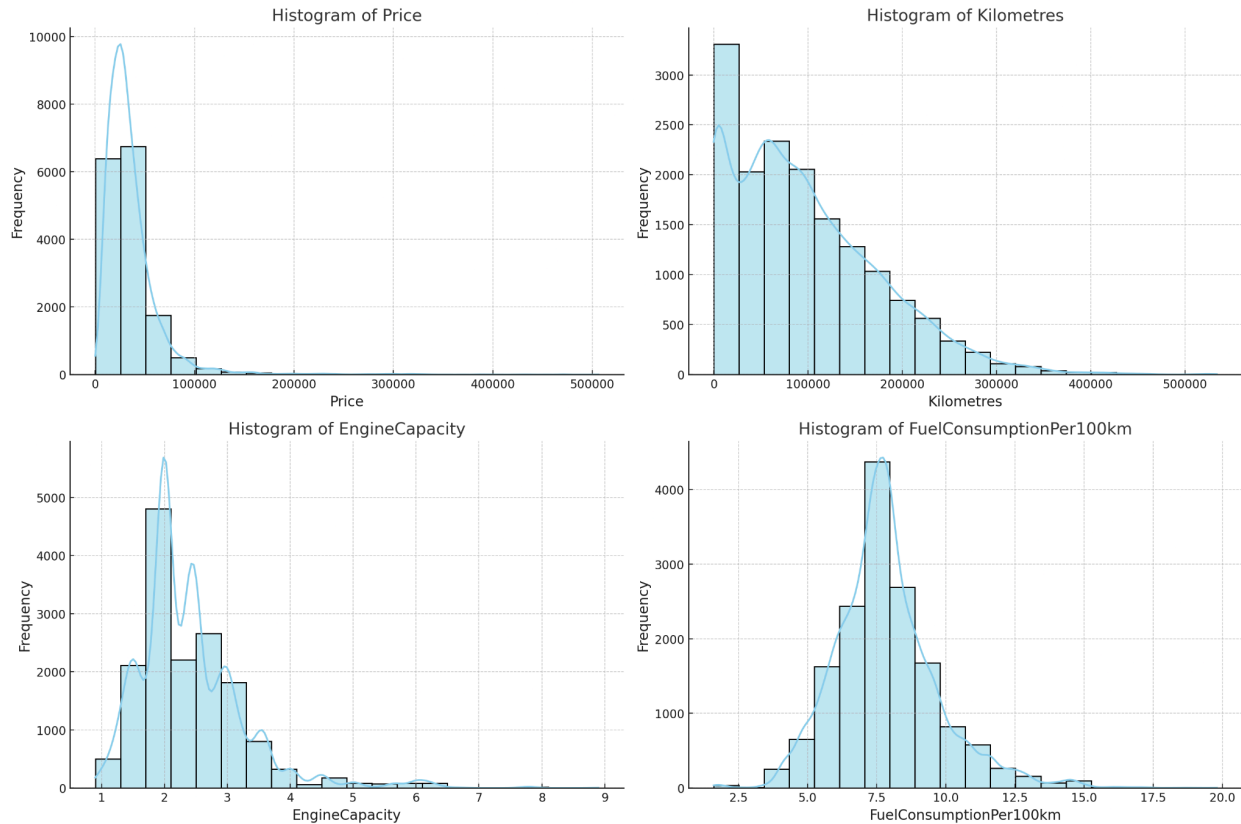 Histogram of Price
10000
8000
6000
4000
2000
0
Frequency
0 100000 200000 300000 400000 500000
Price
Histogram of Kilometres
3000
2500
2000
1500
1000
500
0
Frequency
0 100000 200000 300000 400000 500000
Kilometres
Histogram of EngineCapacity
5000
4000
3000
2000
1000
0
Frequency
1 2 3 4 5 6 7 8 9
EngineCapacity
Histogram of FuelConsumptionPer100km
4000
3000
2000
1000
0
Frequency
2.5 5.0 7.5 10.0 12.5 15.0 17.5 20.0
FuelConsumptionPer100km